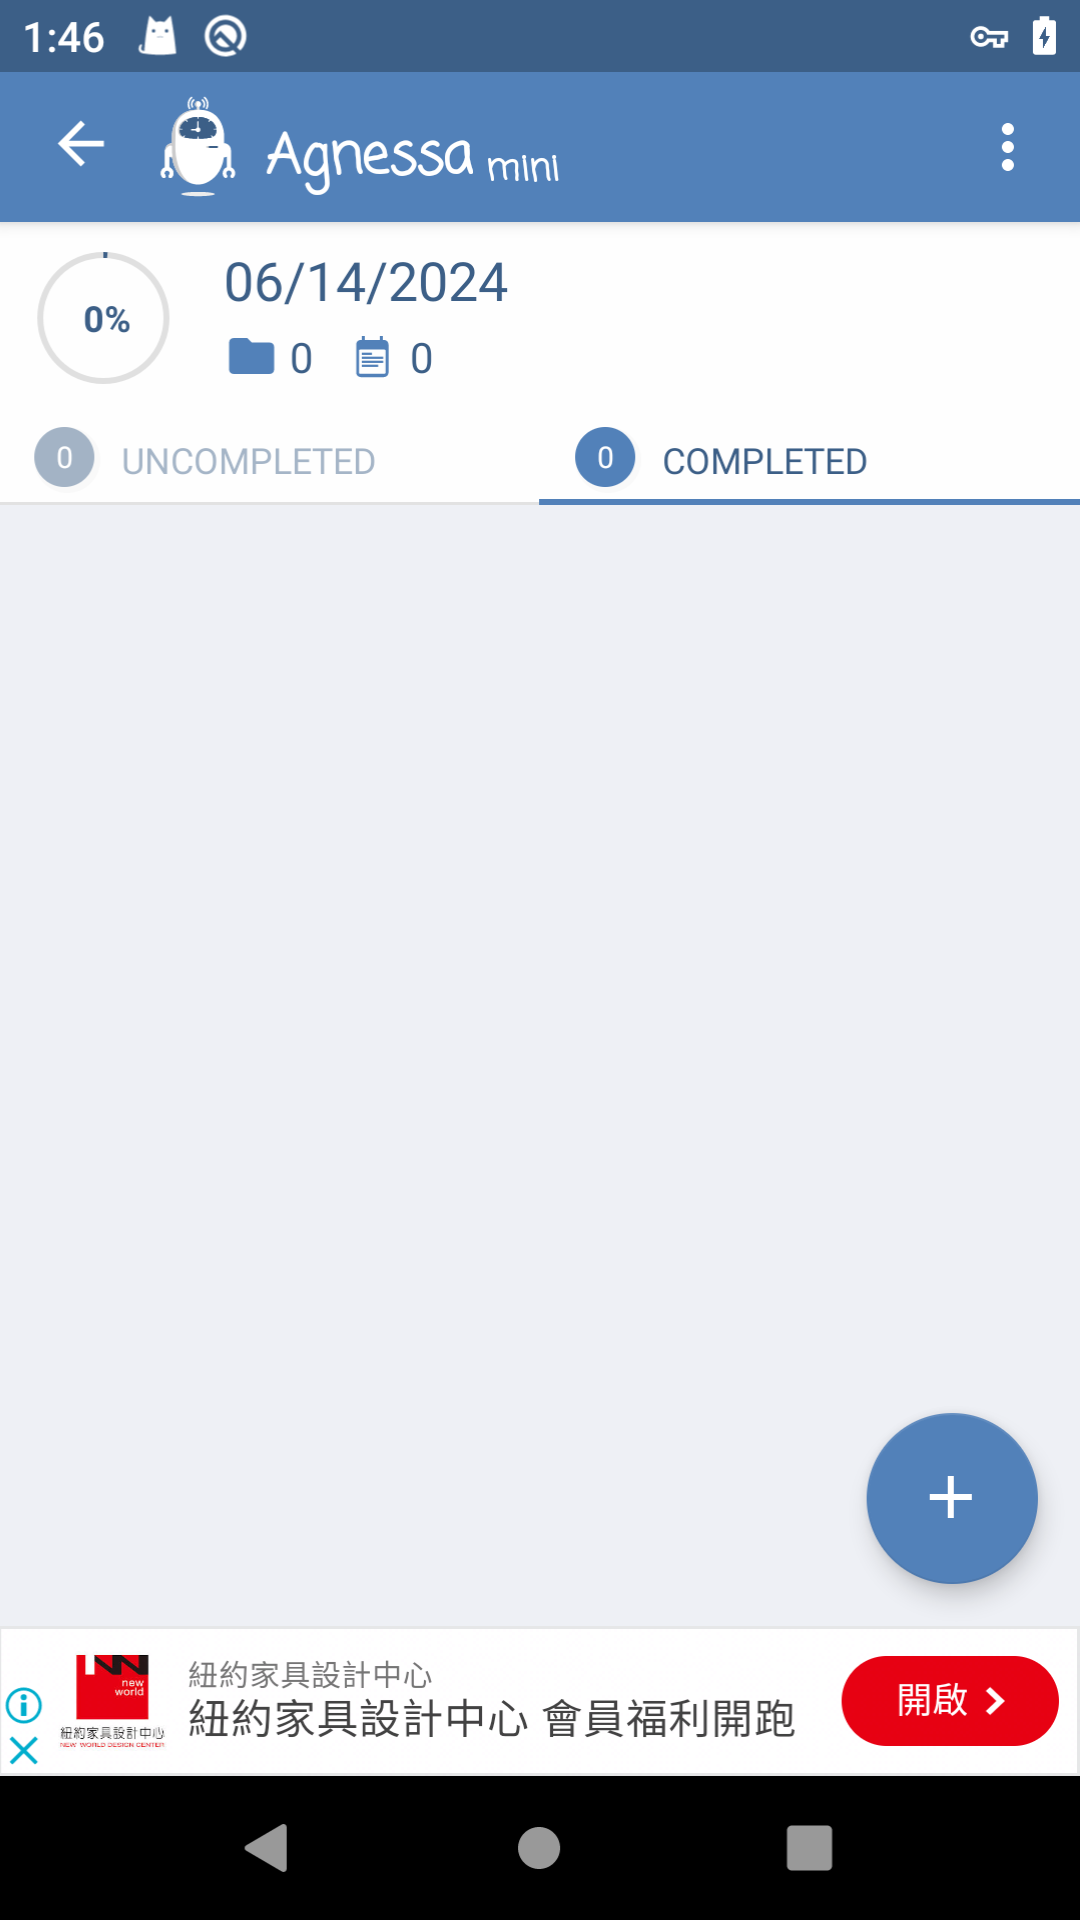 1:46
Agnessa mini
0%
06/14/2024
0 0
0 UNCOMPLETED
0 COMPLETED
new
world
紐約家具設計中心
NEW WORLD DESIGN CENTER
紐約家具設計中心
紐約家具設計中心 會員福利開跑
開啟